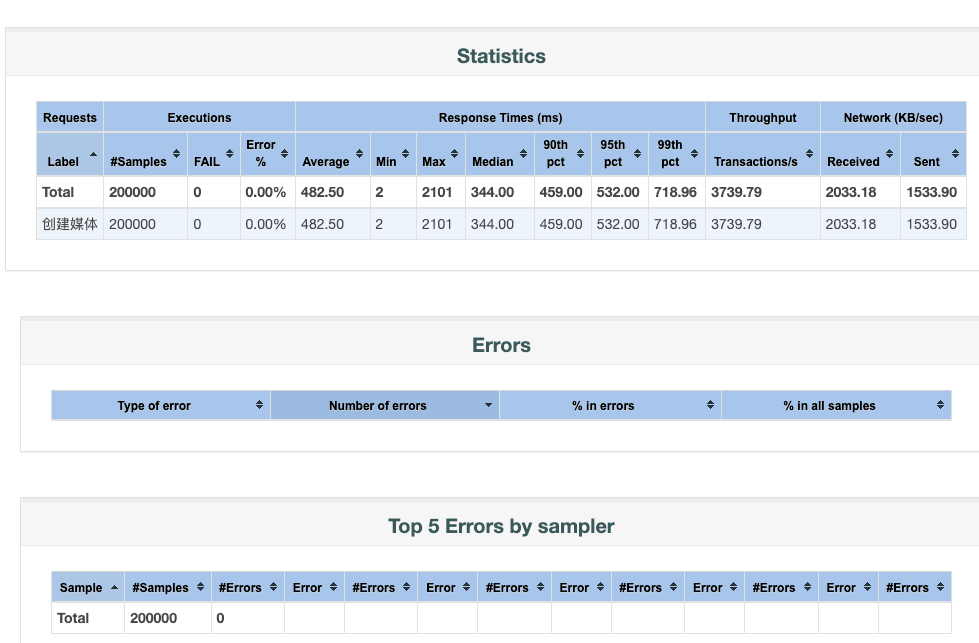 Statistics
Requests Executions Response Times (ms) Throughput Network (KB/sec)
Label #Samples FAIL Error % Average Min Max Median 90th pct 95th pct 99th pct Transactions/s Received Sent
Total 200000 0 0.00% 482.50 2 2101 344.00 459.00 532.00 718.96 3739.79 2033.18 1533.90
创建媒体 200000 0 0.00% 482.50 2 2101 344.00 459.00 532.00 718.96 3739.79 2033.18 1533.90
Errors
Type of error Number of errors % in errors % in all samples
Top 5 Errors by sampler
Sample #Samples #Errors Error #Errors Error #Errors Error #Errors Error #Errors Error #Errors
Total 200000 0